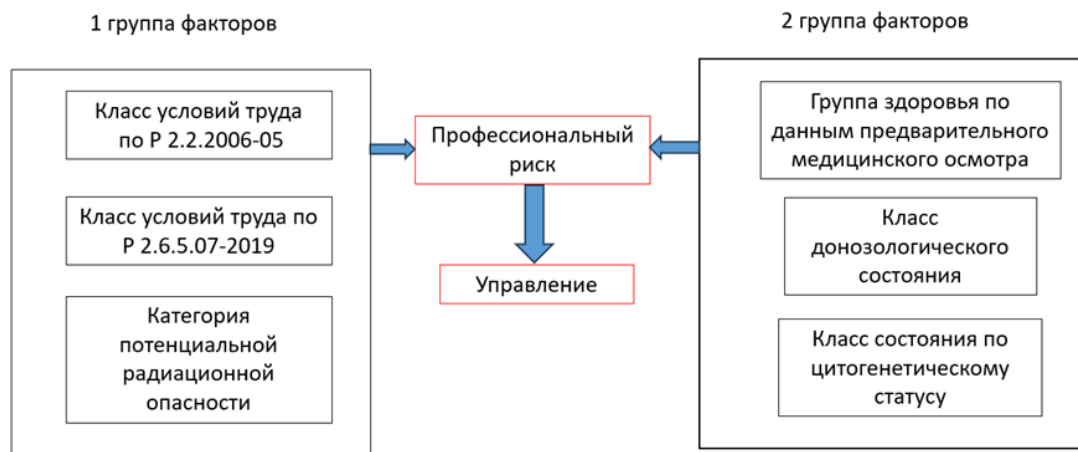 1 группа факторов
Класс условий труда
по Р 2.2.2006-05
Класс условий труда по
Р 2.6.5.07-2019
Категория
потенциальной
радиационной
опасности
Профессиональный
риск
Управление
2 группа факторов
Группа здоровья по
данным предварительного
медицинского осмотра
Класс
донозологического
состояния
Класс состояния по
цитогенетическому
статусу